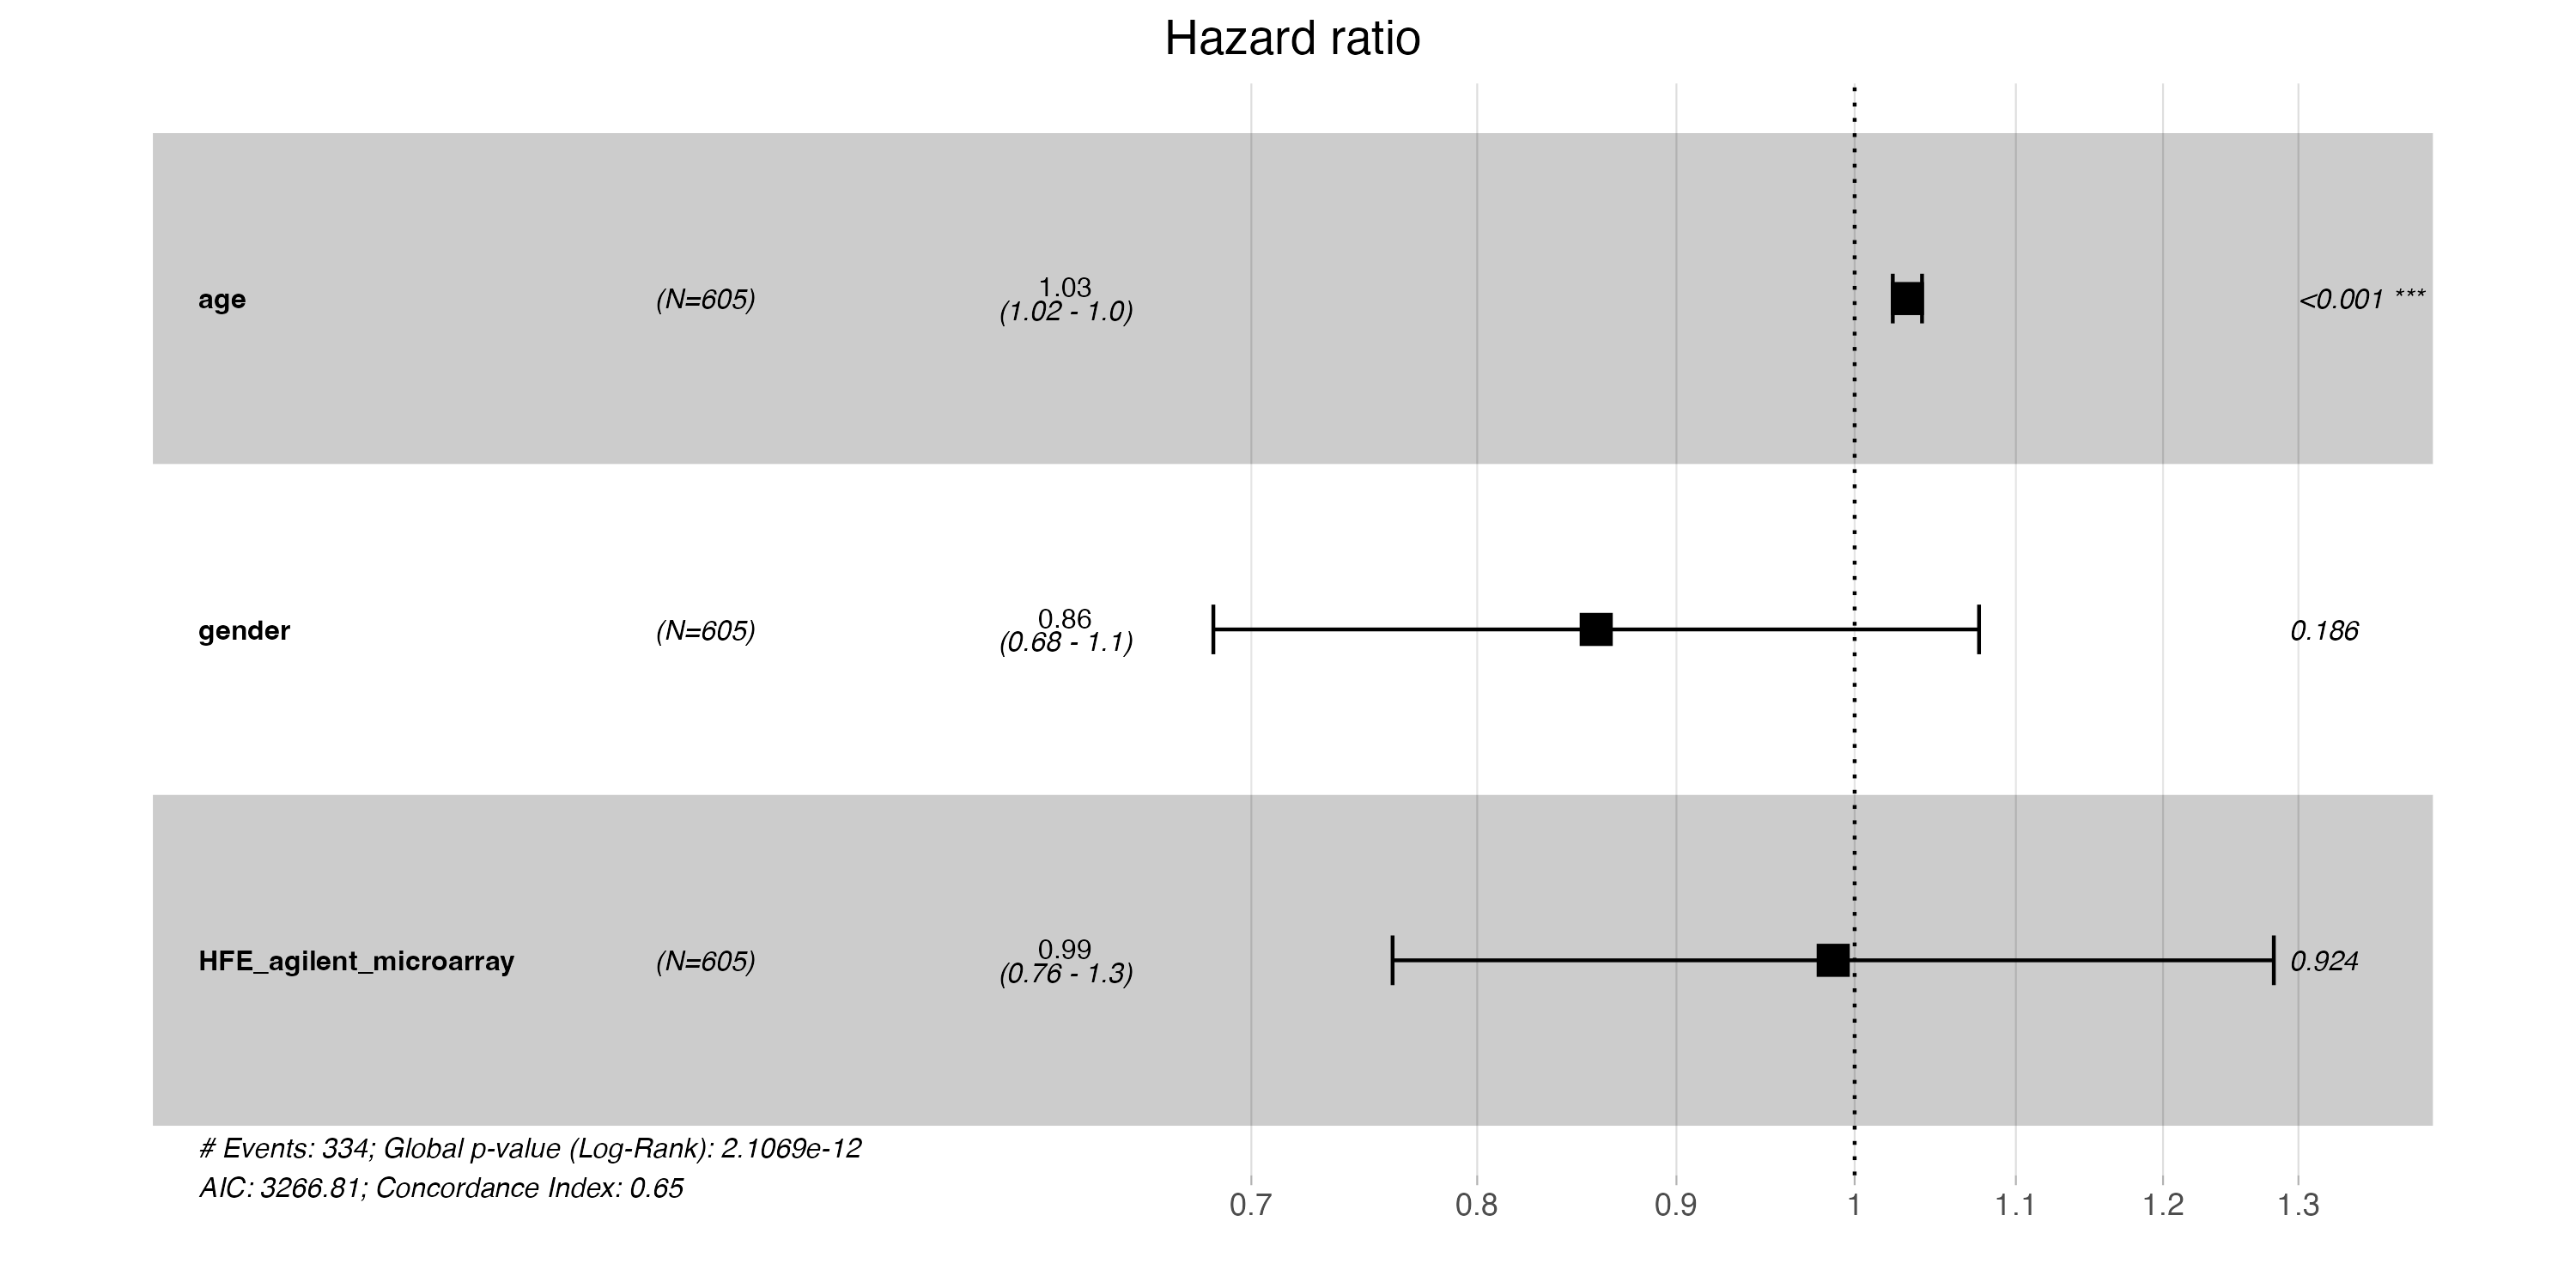 Hazard ratio
age (N=605) 1.03 <0.001 ***
(1.02 - 1.0)
gender (N=605) 0.86 0.186
(0.68 - 1.1)
HFE_agilent_microarray (N=605) 0.99 0.924
(0.76 - 1.3)
# Events: 334; Global p-value (Log-Rank): 2.1069e-12
AIC: 3266.81; Concordance Index: 0.65
0.7 0.8 0.9 1 1.1 1.2 1.3